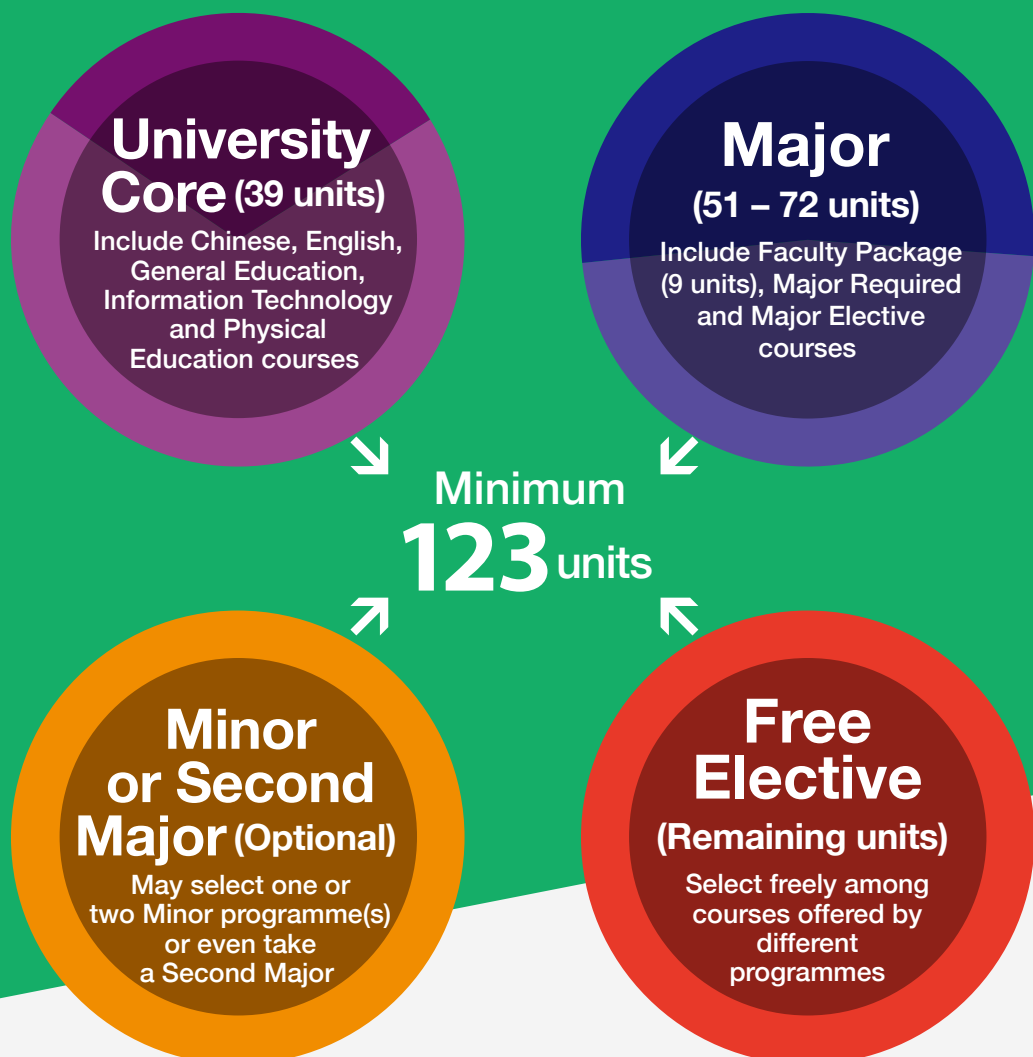 University
Core (39 units)
Include Chinese, English,
General Education,
Information Technology
and Physical
Education courses
Major
(51 – 72 units)
Include Faculty Package
(9 units), Major Required
and Major Elective
courses
Minimum
123 units
Minor
or Second
Major (Optional)
May select one or
two Minor programme(s)
or even take
a Second Major
Free
Elective
(Remaining units)
Select freely among
courses offered by
different
programmes